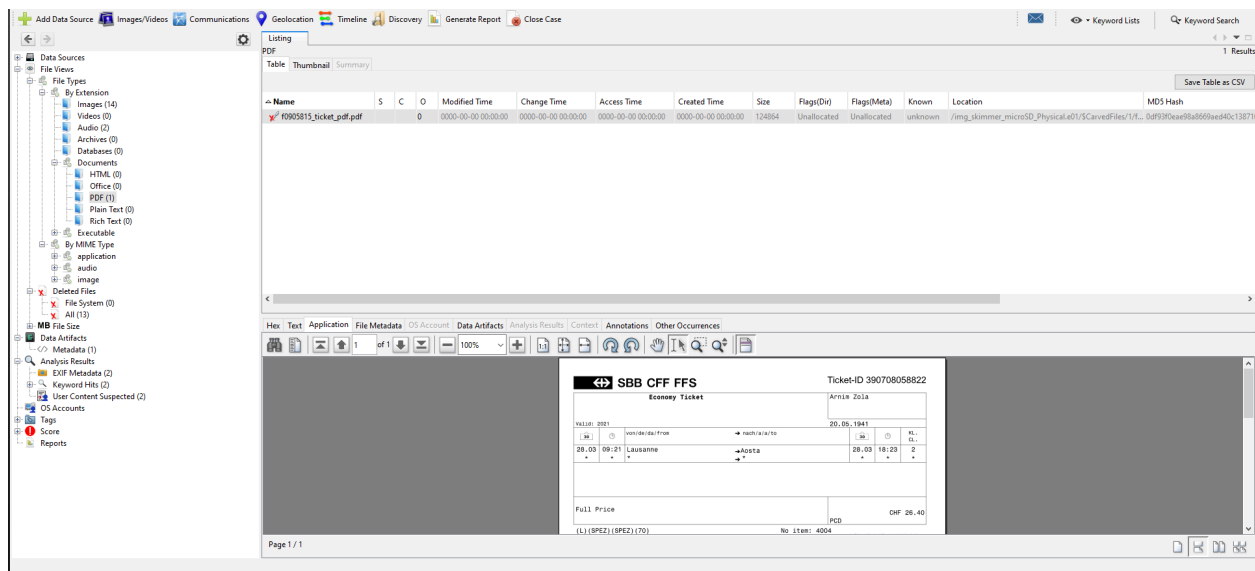 Add Data Source Images/Videos Communications Geolocation Timeline Discovery Generate Report Close Case Keyword Lists Keyword Search
Listing
PDF
1 Results
Table Thumbnail Summary
Save Table as CSV
Name S C O Modified Time Change Time Access Time Created Time Size Flags(Dir) Flags(Meta) Known Location MD5 Hash
f0905815_ticket_pdf.pdf 0 0000-00-00 00:00:00 0000-00-00 00:00:00 0000-00-00 00:00:00 0000-00-00 00:00:00 124864 Unallocated Unallocated unknown /img_skimmer_microSD_Physical.e01/$CarvedFiles/1/f... 0df93f0eae98a8669aed40c13871
Data Sources
File Views
File Types
By Extension
Images (14)
Videos (0)
Audio (2)
Archives (0)
Databases (0)
Documents
HTML (0)
Office (0)
PDF (1)
Plain Text (0)
Rich Text (0)
Executable
By MIME Type
application
audio
image
Deleted Files
File System (0)
All (13)
MB File Size
Data Artifacts
Metadata (1)
Analysis Results
EXIF Metadata (2)
Keyword Hits (2)
User Content Suspected (2)
OS Accounts
Tags
Score
Reports
Hex Text Application File Metadata OS Account Data Artifacts Analysis Results Context Annotations Other Occurrences
1 of 1 100% 1:1
SBB CFF FFS Ticket-ID 390708058822
Economy Ticket Arnim Zola
Valid: 2021 20.05.1941
von/de/da/from → nach/a/a/to KL. CL.
28.03 09:21 Lausanne →Aosta 28.03 18:23 2
* * * → * * * *
Full Price CHF 26.40
PCD
(L)(SPEZ)(SPEZ)(70) No item: 4004
Page 1 / 1